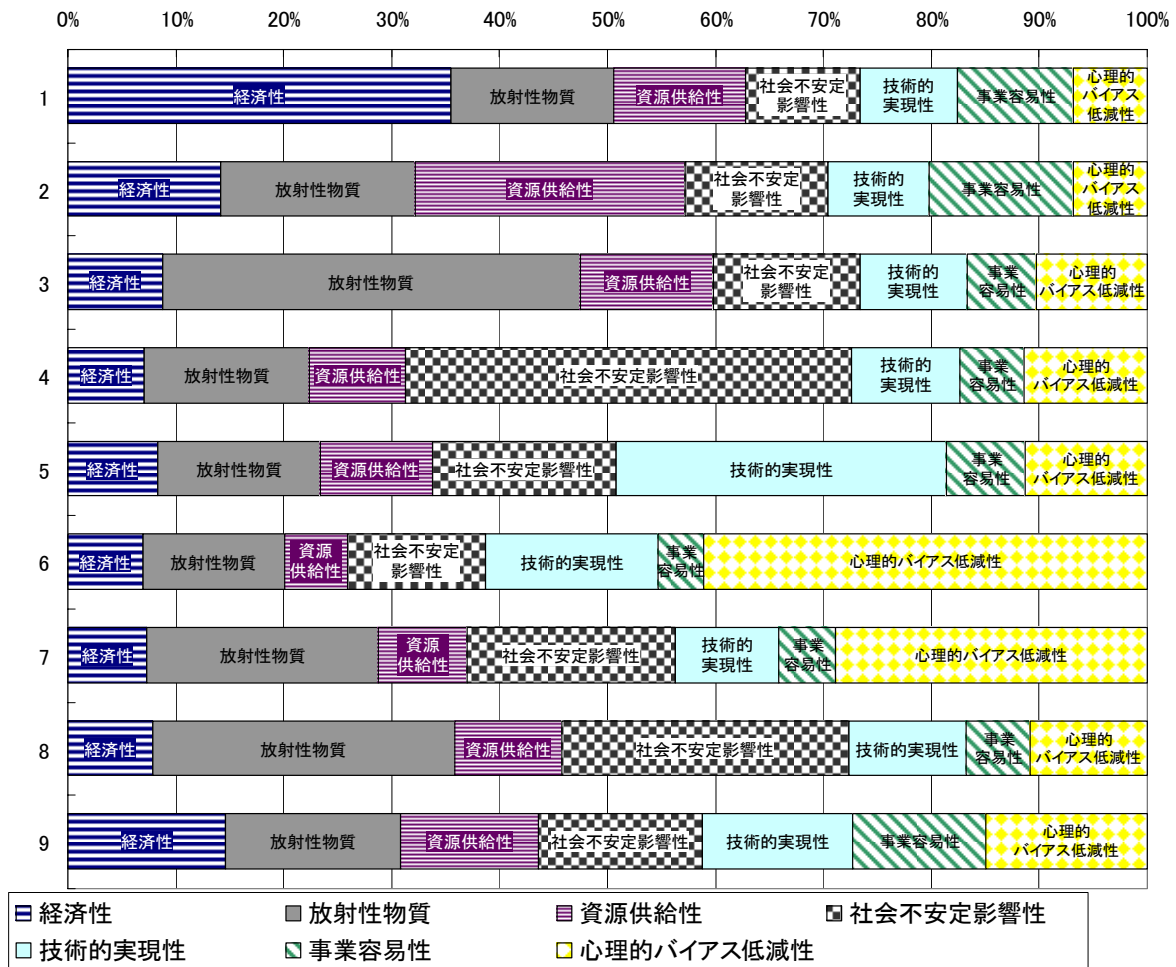 0% 10% 20% 30% 40% 50% 60% 70% 80% 90% 100%
1
経済性
放射性物質
資源供給性
社会不安定
影響性
技術的
実現性
事業容易性
心理的
バイアス
低減性
2
経済性
放射性物質
資源供給性
社会不安定
影響性
技術的
実現性
事業容易性
心理的
バイアス
低減性
3
経済性
放射性物質
資源供給性
社会不安定
影響性
技術的
実現性
事業
容易性
心理的
バイアス低減性
4
経済性
放射性物質
資源供給性
社会不安定影響性
技術的
実現性
事業
容易性
心理的
バイアス低減性
5
経済性
放射性物質
資源供給性
社会不安定影響性
技術的実現性
事業
容易性
心理的
バイアス低減性
6
経済性
放射性物質
資源
供給性
社会不安定
影響性
技術的実現性
事業
容易性
心理的バイアス低減性
7
経済性
放射性物質
資源
供給性
社会不安定影響性
技術的
実現性
事業
容易性
心理的バイアス低減性
8
経済性
放射性物質
資源供給性
社会不安定影響性
技術的実現性
事業
容易性
心理的
バイアス低減性
9
経済性
放射性物質
資源供給性
社会不安定影響性
技術的実現性
事業容易性
心理的
バイアス低減性
経済性 放射性物質 資源供給性 社会不安定影響性
技術的実現性 事業容易性 心理的バイアス低減性